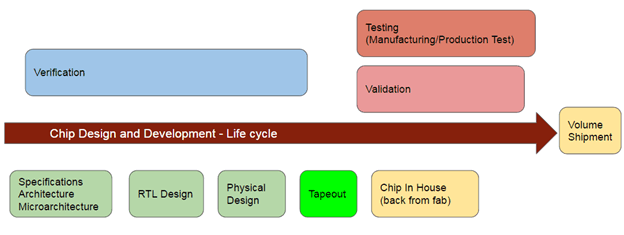 Testing
(Manufacturing/Production Test)
Verification
Validation
Chip Design and Development - Life cycle
Volume
Shipment
Specifications
Architecture
Microarchitecture
RTL Design
Physical
Design
Tapeout
Chip In House
(back from fab)